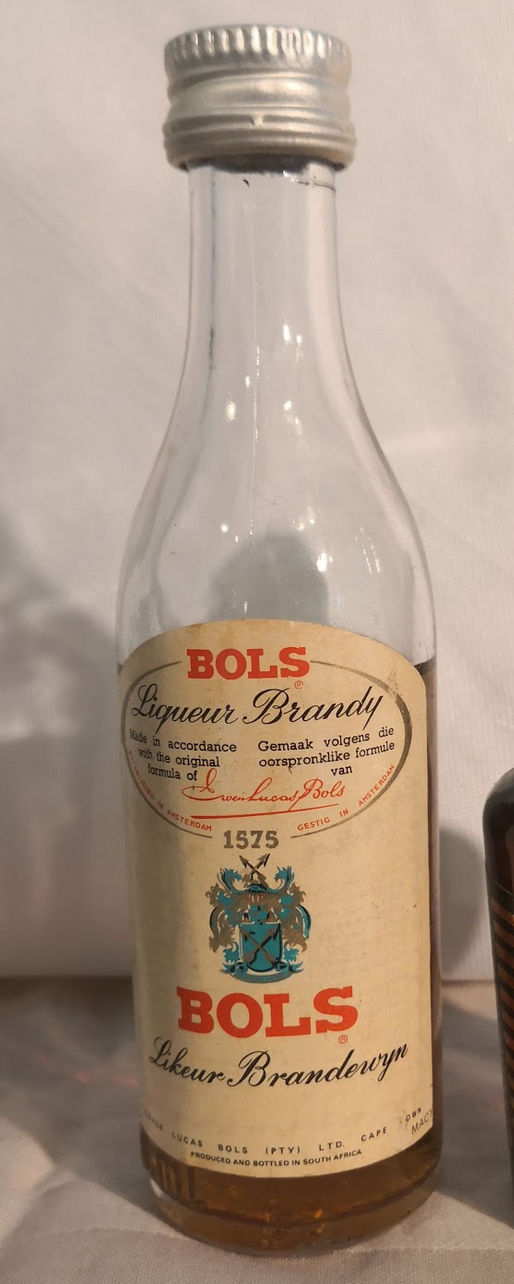 BOLS
®
Liqueur Brandy
Made in accordance
with the original
formula of
Gemaak volgens die
oorspronklike formule
van
Erven Lucas Bols
IN AMSTERDAM
GESTIG IN AMSTERDAM
1575
BOLS
®
Likeur Brandewyn
LUCAS BOLS (PTY) LTD. CAPE
PRODUCED AND BOTTLED IN SOUTH AFRICA